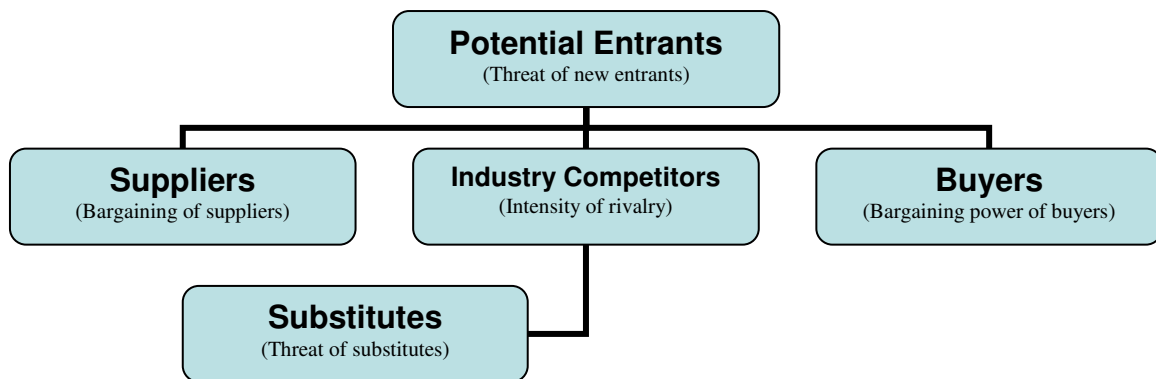 Potential Entrants
(Threat of new entrants)
Suppliers
(Bargaining of suppliers)
Industry Competitors
(Intensity of rivalry)
Buyers
(Bargaining power of buyers)
Substitutes
(Threat of substitutes)